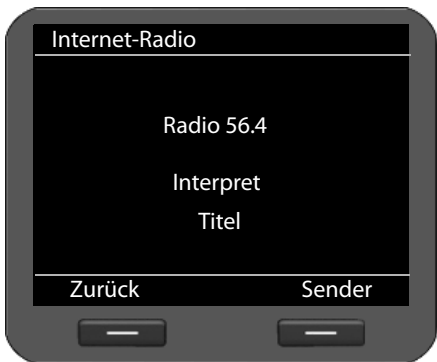 Internet-Radio
Radio 56.4
Interpret
Titel
Zurück Sender